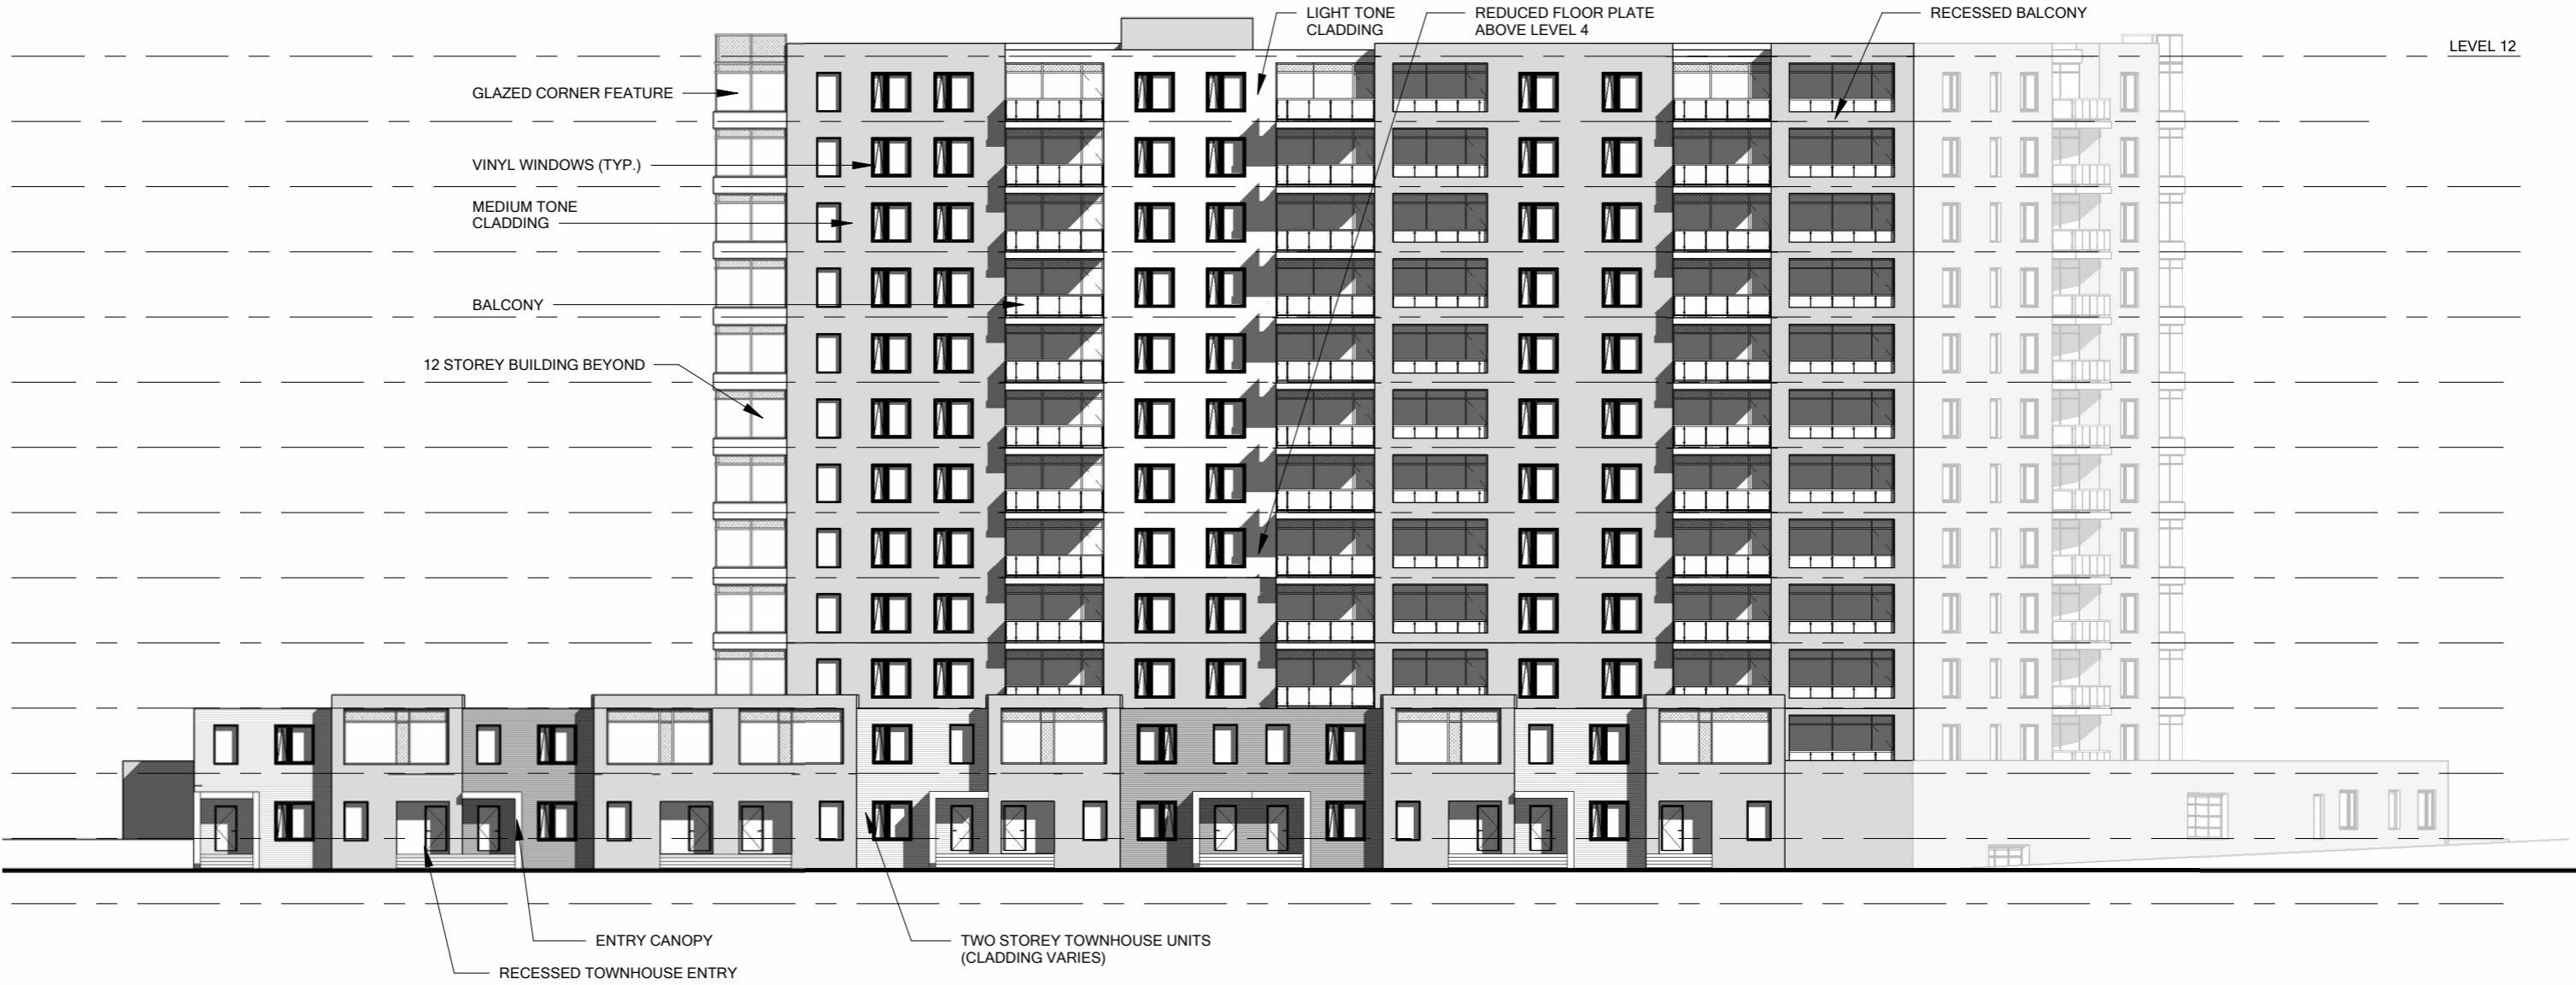 LIGHT TONE
CLADDING
REDUCED FLOOR PLATE
ABOVE LEVEL 4
RECESSED BALCONY
LEVEL 12
GLAZED CORNER FEATURE
VINYL WINDOWS (TYP.)
MEDIUM TONE
CLADDING
BALCONY
12 STOREY BUILDING BEYOND
ENTRY CANOPY
TWO STOREY TOWNHOUSE UNITS
(CLADDING VARIES)
RECESSED TOWNHOUSE ENTRY